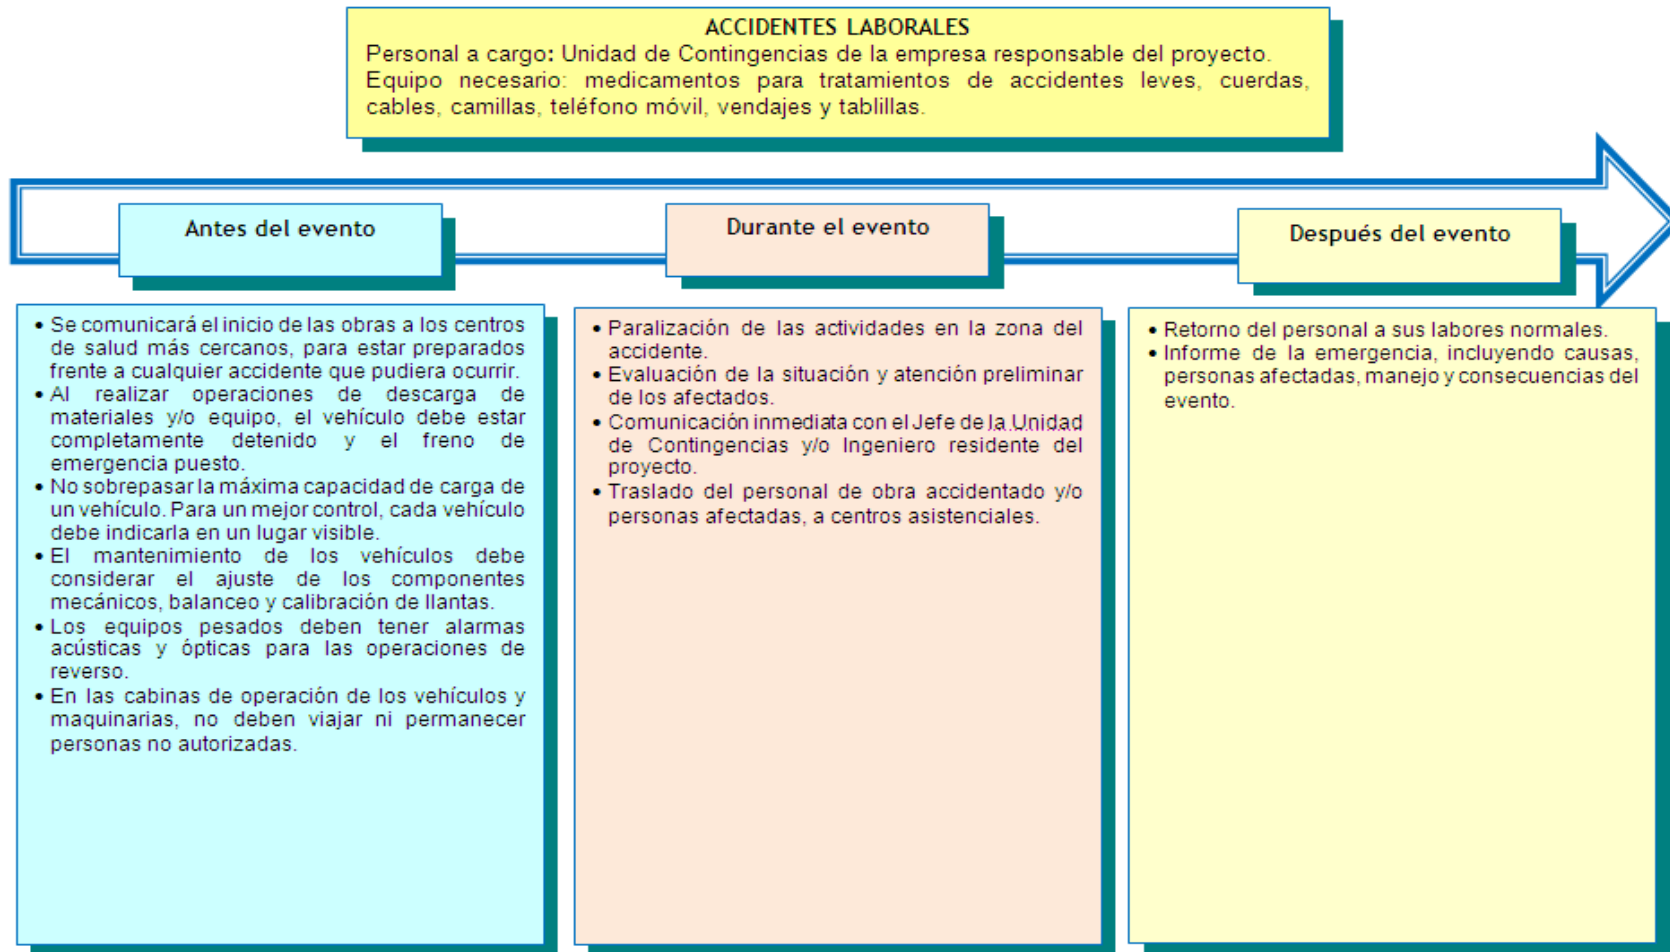 ACCIDENTES LABORALES
Personal a cargo: Unidad de Contingencias de la empresa responsable del proyecto.
Equipo necesario: medicamentos para tratamientos de accidentes leves, cuerdas,
cables, camillas, teléfono móvil, vendajes y tablillas.
Antes del evento
Durante el evento
Después del evento
• Se comunicará el inicio de las obras a los centros
de salud más cercanos, para estar preparados
frente a cualquier accidente que pudiera ocurrir.
• Al realizar operaciones de descarga de
materiales y/o equipo, el vehículo debe estar
completamente detenido y el freno de
emergencia puesto.
• No sobrepasar la máxima capacidad de carga de
un vehículo. Para un mejor control, cada vehículo
debe indicarla en un lugar visible.
• El mantenimiento de los vehículos debe
considerar el ajuste de los componentes
mecánicos, balanceo y calibración de llantas.
• Los equipos pesados deben tener alarmas
acústicas y ópticas para las operaciones de
reverso.
• En las cabinas de operación de los vehículos y
maquinarias, no deben viajar ni permanecer
personas no autorizadas.
• Paralización de las actividades en la zona del
accidente.
• Evaluación de la situación y atención preliminar
de los afectados.
• Comunicación inmediata con el Jefe de la Unidad
de Contingencias y/o Ingeniero residente del
proyecto.
• Traslado del personal de obra accidentado y/o
personas afectadas, a centros asistenciales.
• Retorno del personal a sus labores normales.
• Informe de la emergencia, incluyendo causas,
personas afectadas, manejo y consecuencias del
evento.